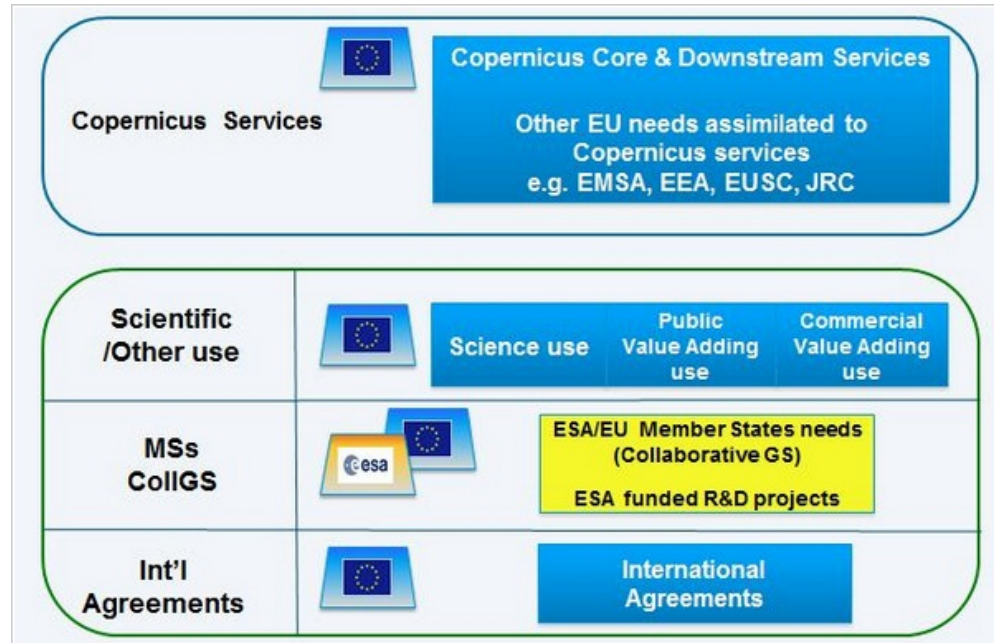 Copernicus Services
Copernicus Core & Downstream Services
Other EU needs assimilated to
Copernicus services
e.g. EMSA, EEA, EUSC, JRC
Scientific
/Other use
Science use
Public
Value Adding
use
Commercial
Value Adding
use
MSs
CollGS
esa
ESA/EU Member States needs
(Collaborative GS)
ESA funded R&D projects
Int'l
Agreements
International
Agreements